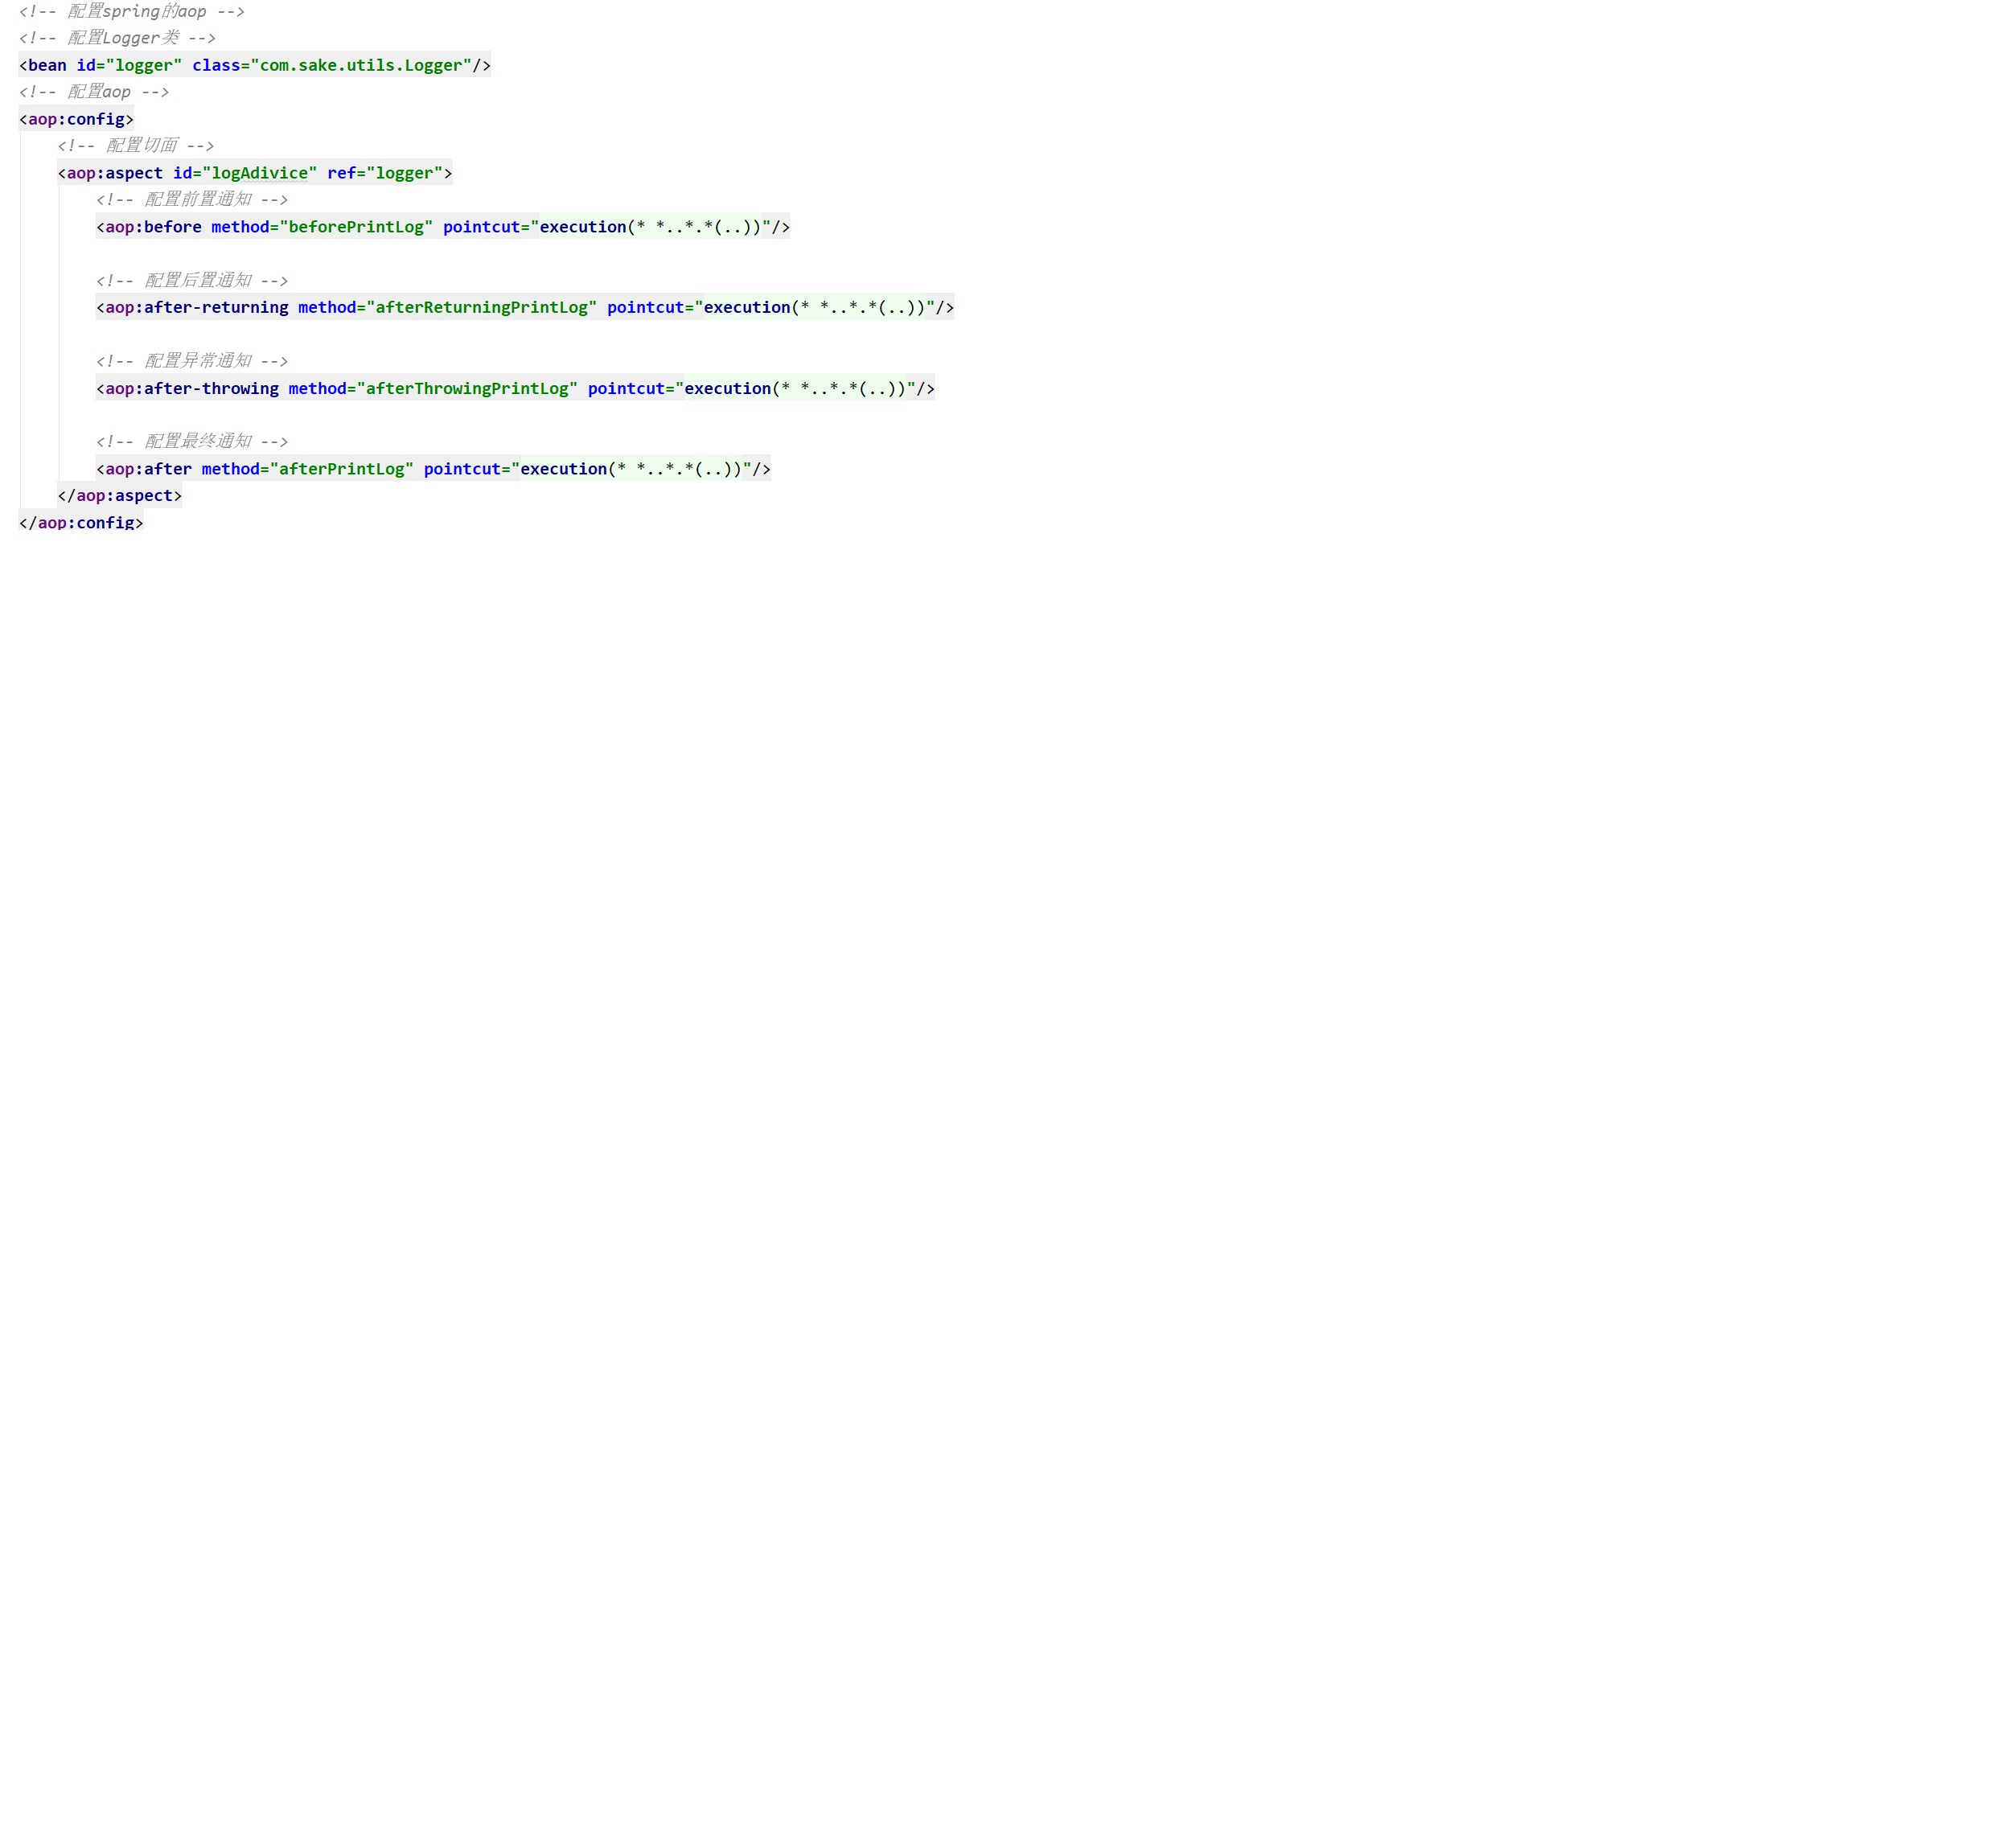 <!-- 配置spring的aop -->
<!-- 配置Logger类 -->
<bean id="logger" class="com.sake.utils.Logger"/>
<!-- 配置aop -->
<aop:config>
<!-- 配置切面 -->
<aop:aspect id="logAdivice" ref="logger">
<!-- 配置前置通知 -->
<aop:before method="beforePrintLog" pointcut="execution(* *..*.*(..))"/>
<!-- 配置后置通知 -->
<aop:after-returning method="afterReturningPrintLog" pointcut="execution(* *..*.*(..))"/>
<!-- 配置异常通知 -->
<aop:after-throwing method="afterThrowingPrintLog" pointcut="execution(* *..*.*(..))"/>
<!-- 配置最终通知 -->
<aop:after method="afterPrintLog" pointcut="execution(* *..*.*(..))"/>
</aop:aspect>
</aop:config>